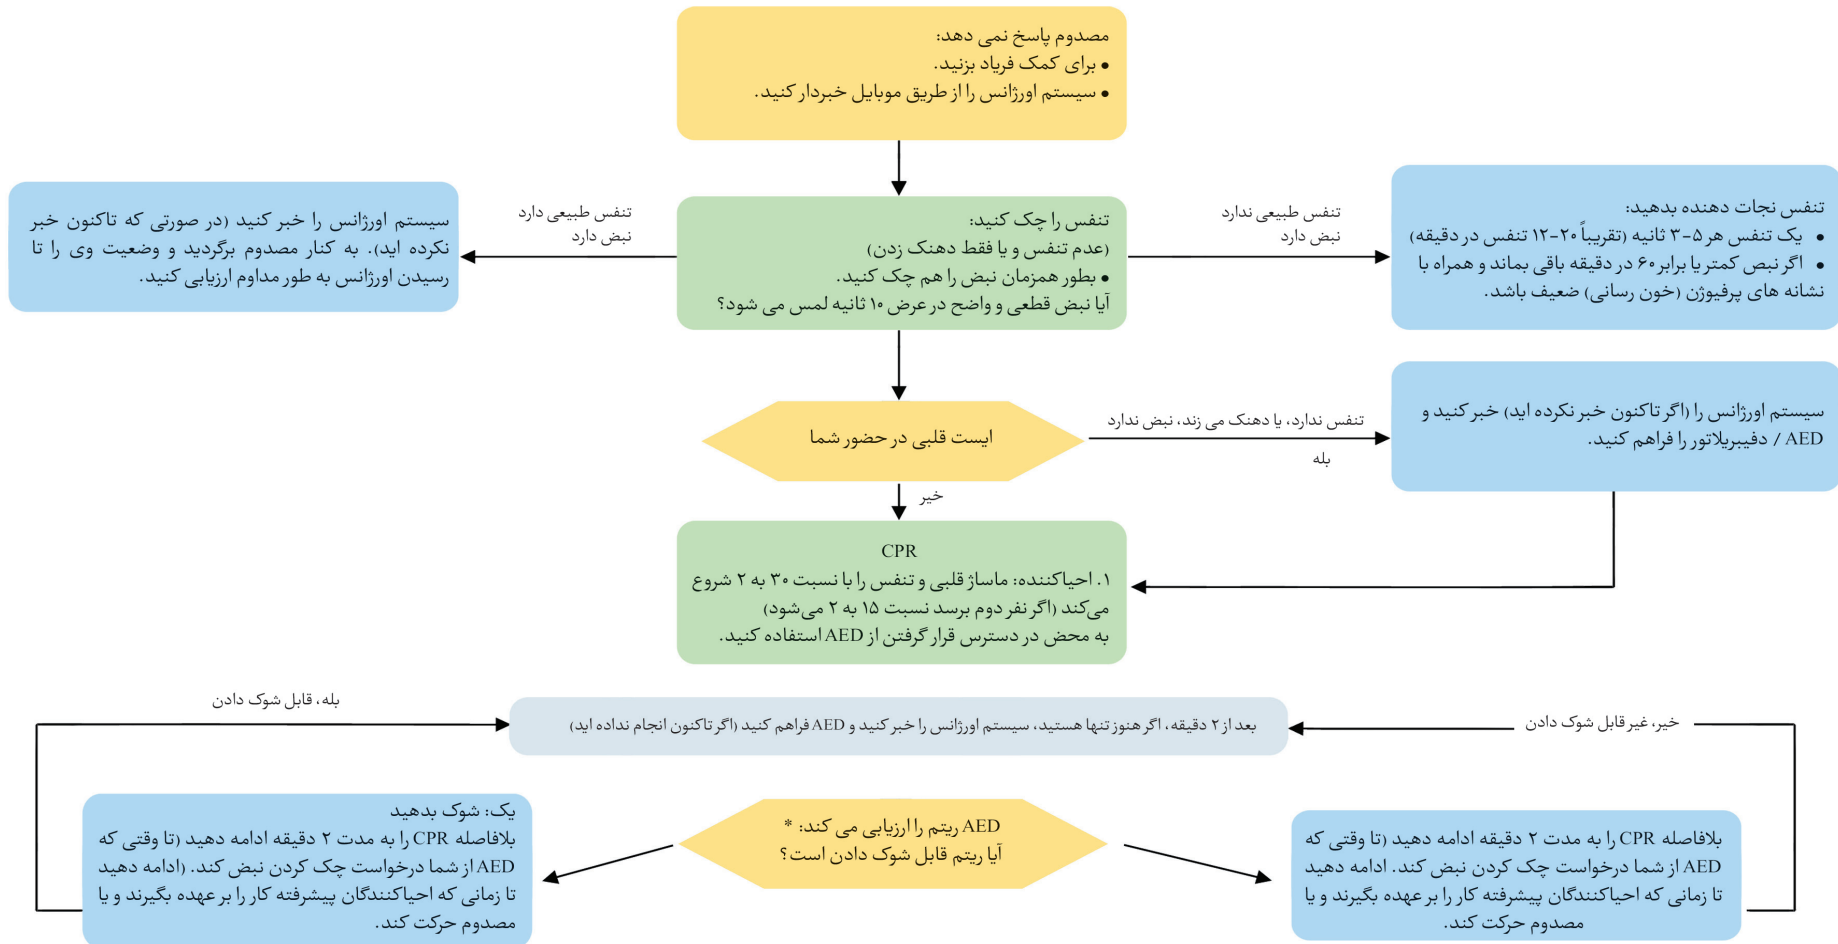 مصدوم پاسخ نمی دهد:
• برای کمک فریاد بزنید.
• سیستم اورژانس را از طریق موبایل خبردار کنید.
تنفس را چک کنید:
(عدم تنفس و یا فقط دهنک زدن)
• بطور همزمان نبض را هم چک کنید.
آیا نبض قطعی و واضح در عرض ۱۰ ثانیه لمس می شود؟
تنفس طبیعی ندارد
نبض دارد
تنفس نجات دهنده بدهید:
• یک تنفس هر ۵-۳ ثانیه (تقریباً ۲۰-۱۲ تنفس در دقیقه)
• اگر نبص کمتر یا برابر ۶۰ در دقیقه باقی بماند و همراه با
نشانه های پرفیوژن (خون رسانی) ضعیف باشد.
تنفس طبیعی دارد
نبض دارد
سیستم اورژانس را خبر کنید (در صورتی که تاکنون خبر
نکرده اید). به کنار مصدوم برگردید و وضعیت وی را تا
رسیدن اورژانس به طور مداوم ارزیابی کنید.
ایست قلبی در حضور شما
تنفس ندارد، یا دهنک می زند، نبض ندارد
بله
سیستم اورژانس را (اگر تاکنون خبر نکرده اید) خبر کنید و
AED / دفیبریلاتور را فراهم کنید.
خیر
CPR
۱. احیاکننده: ماساژ قلبی و تنفس را با نسبت ۳۰ به ۲ شروع
می‌کند (اگر نفر دوم برسد نسبت ۱۵ به ۲ می‌شود)
به محض در دسترس قرار گرفتن از AED استفاده کنید.
خیر، غیر قابل شوک دادن
بعد از ۲ دقیقه، اگر هنوز تنها هستید، سیستم اورژانس را خبر کنید و AED فراهم کنید (اگر تاکنون انجام نداده اید)
بله، قابل شوک دادن
AED ریتم را ارزیابی می کند: *
آیا ریتم قابل شوک دادن است؟
بلافاصله CPR را به مدت ۲ دقیقه ادامه دهید (تا وقتی که
AED از شما درخواست چک کردن نبض کند. ادامه دهید
تا زمانی که احیاکنندگان پیشرفته کار را بر عهده بگیرند و یا
مصدوم حرکت کند.
یک: شوک بدهید
بلافاصله CPR را به مدت ۲ دقیقه ادامه دهید (تا وقتی که
AED از شما درخواست چک کردن نبض کند. (ادامه دهید
تا زمانی که احیاکنندگان پیشرفته کار را بر عهده بگیرند و یا
مصدوم حرکت کند.